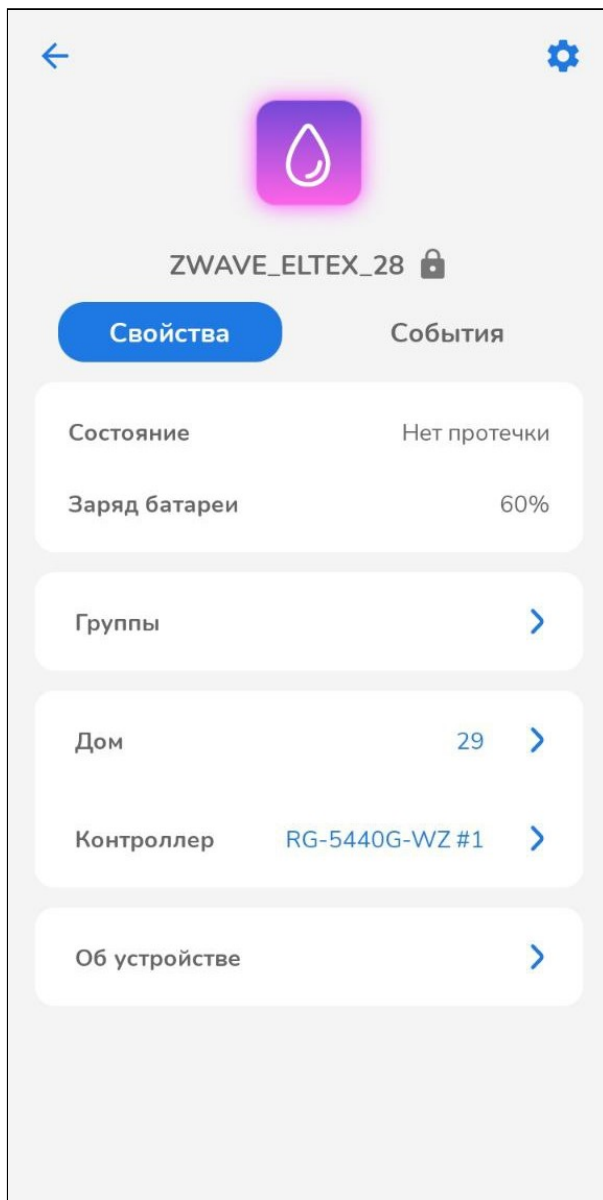 ZWAVE_ELTEX_28
Свойства События
Состояние Нет протечки
Заряд батареи 60%
Группы
Дом 29
Контроллер RG-5440G-WZ #1
Об устройстве